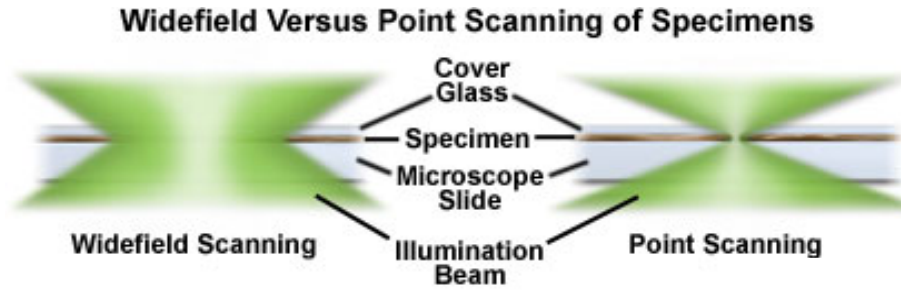 Widefield Versus Point Scanning of Specimens
Cover
Glass
Specimen
Microscope
Slide
Widefield Scanning
Illumination
Beam
Point Scanning